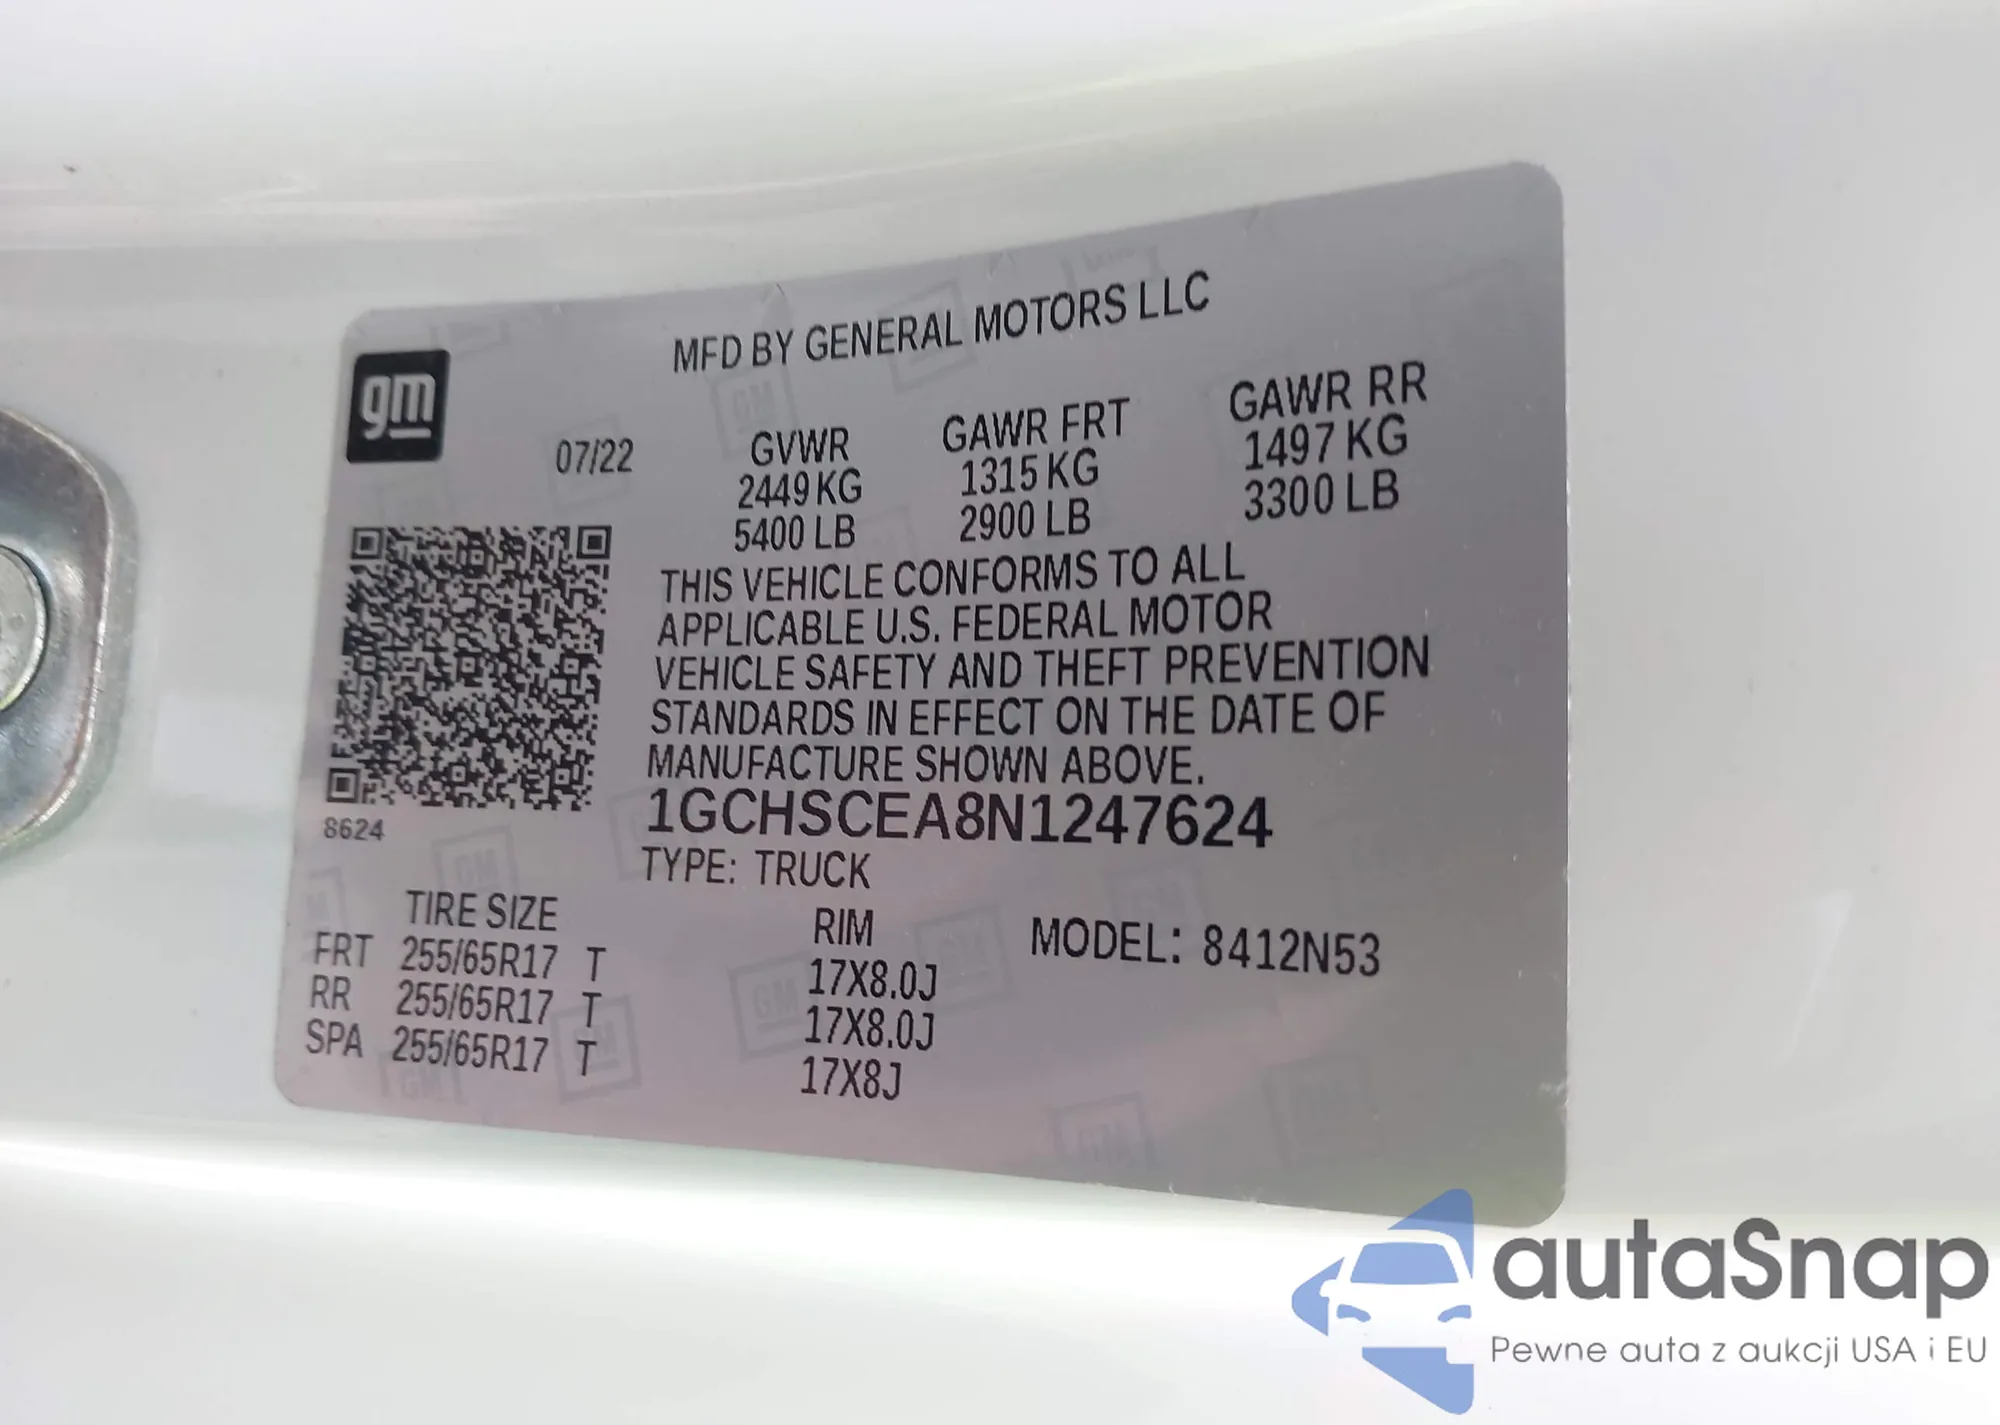 MFD BY GENERAL MOTORS LLC
gm
07/22
GVWR
2449 KG
5400 LB
GAWR FRT
1315 KG
2900 LB
GAWR RR
1497 KG
3300 LB
THIS VEHICLE CONFORMS TO ALL
APPLICABLE U.S. FEDERAL MOTOR
VEHICLE SAFETY AND THEFT PREVENTION
STANDARDS IN EFFECT ON THE DATE OF
MANUFACTURE SHOWN ABOVE.
8624
1GCHSCEA8N1247624
TYPE: TRUCK
TIRE SIZE
FRT 255/65R17 T
RR 255/65R17 T
SPA 255/65R17 T
RIM
17X8.0J
17X8.0J
17X8J
MODEL: 8412N53
autaSnap
Pewne auta z aukcji USA i EU